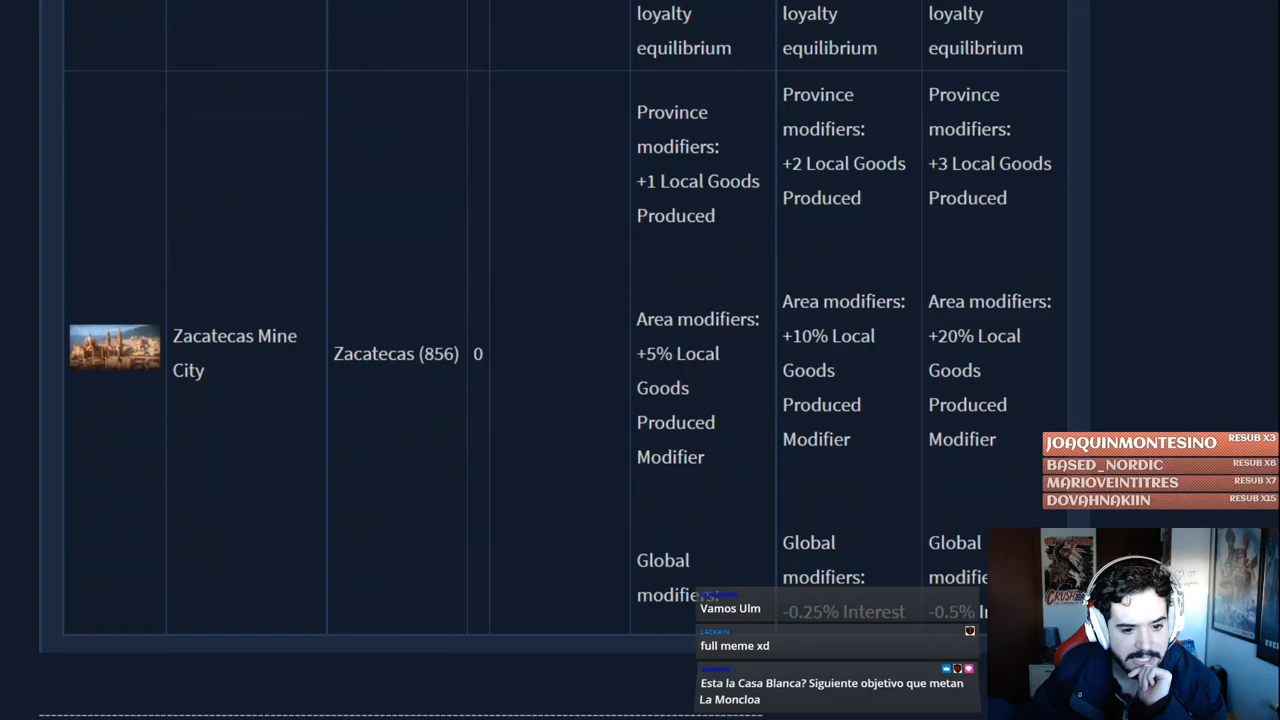 loyalty
equilibrium
loyalty
equilibrium
loyalty
equilibrium
Zacatecas Mine
City
Zacatecas (856)
0
Province
modifiers:
+1 Local Goods
Produced
Area modifiers:
+5% Local
Goods
Produced
Modifier
Global
modifiers:
Province
modifiers:
+2 Local Goods
Produced
Area modifiers:
+10% Local
Goods
Produced
Modifier
Global
modifiers:
-0.25% Interest
Province
modifiers:
+3 Local Goods
Produced
Area modifiers:
+20% Local
Goods
Produced
Modifier
Global
-0.5%
JOAQUINMONTESINO RESUB X3
BASED_NORDIC RESUB X8
MARIOVEINTITRES RESUB X7
DOVAHNAKIIN RESUB X15
Vamos Ulm
LACKAIN
full meme xd
Esta la Casa Blanca? Siguiente objetivo que metan
La Moncloa